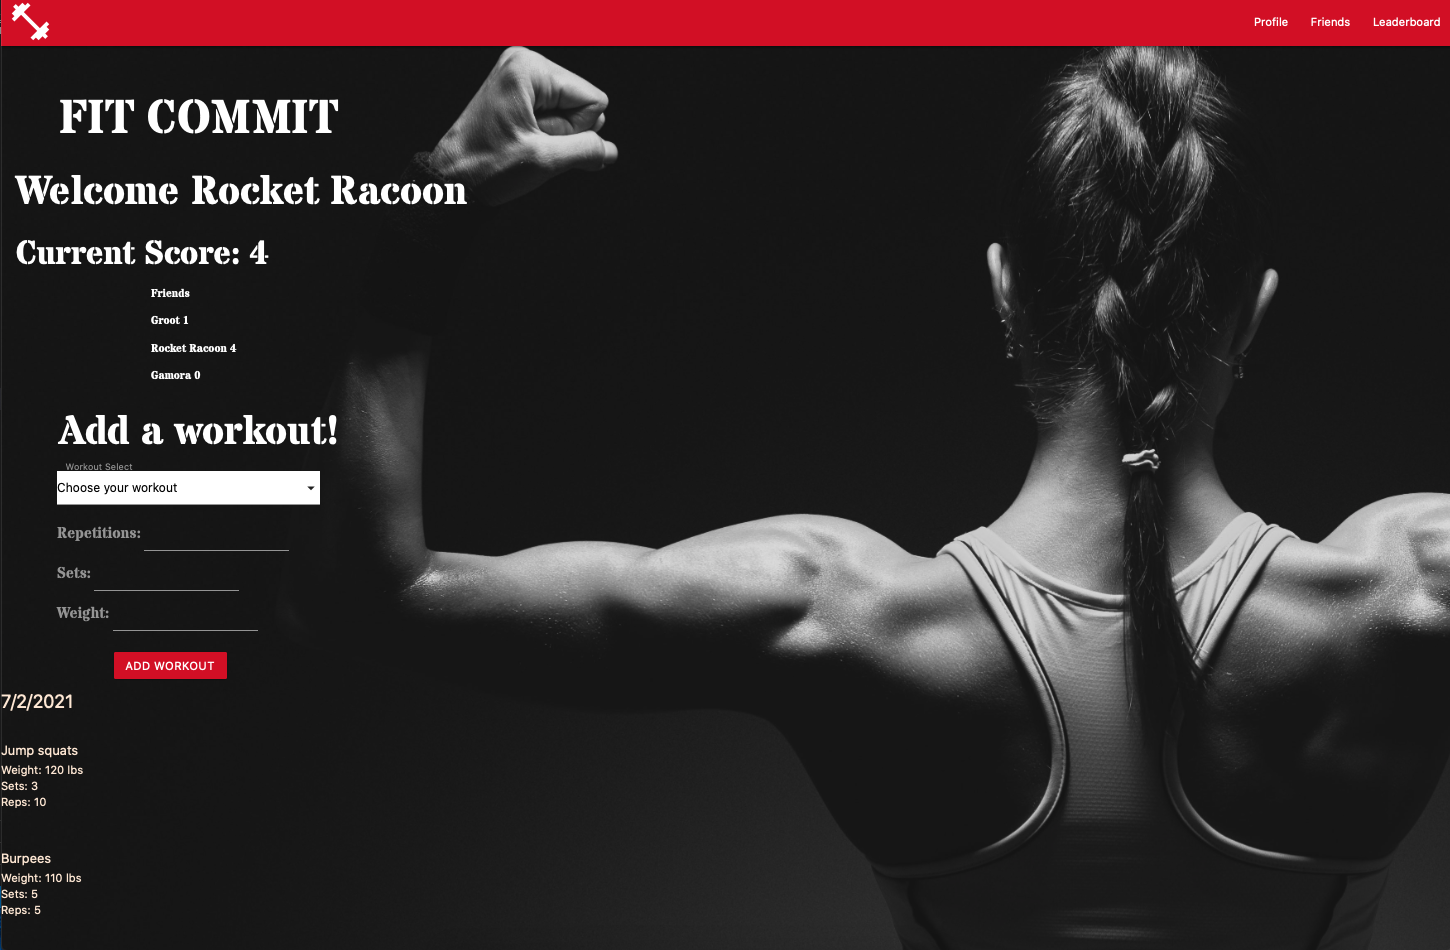 Profile Friends Leaderboard
FIT COMMIT
Welcome Rocket Racoon
Current Score: 4
Friends
Groot 1
Rocket Racoon 4
Gamora 0
Add a workout!
Workout Select
Choose your workout
Repetitions:
Sets:
Weight:
ADD WORKOUT
7/2/2021
Jump squats
Weight: 120 lbs
Sets: 3
Reps: 10
Burpees
Weight: 110 lbs
Sets: 5
Reps: 5